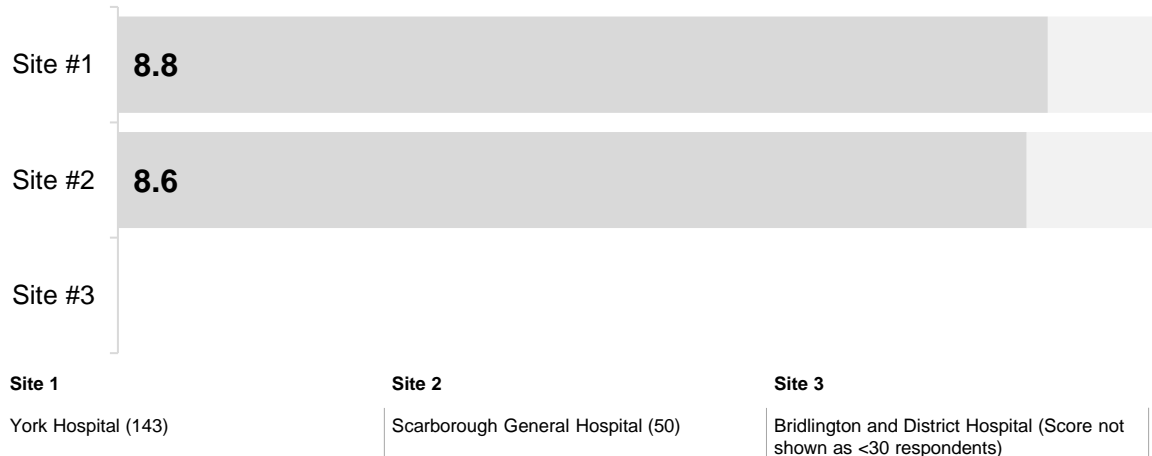 Site #1
8.8
Site #2
8.6
Site #3
Site 1
Site 2
Site 3
York Hospital (143)
Scarborough General Hospital (50)
Bridlington and District Hospital (Score not
shown as <30 respondents)